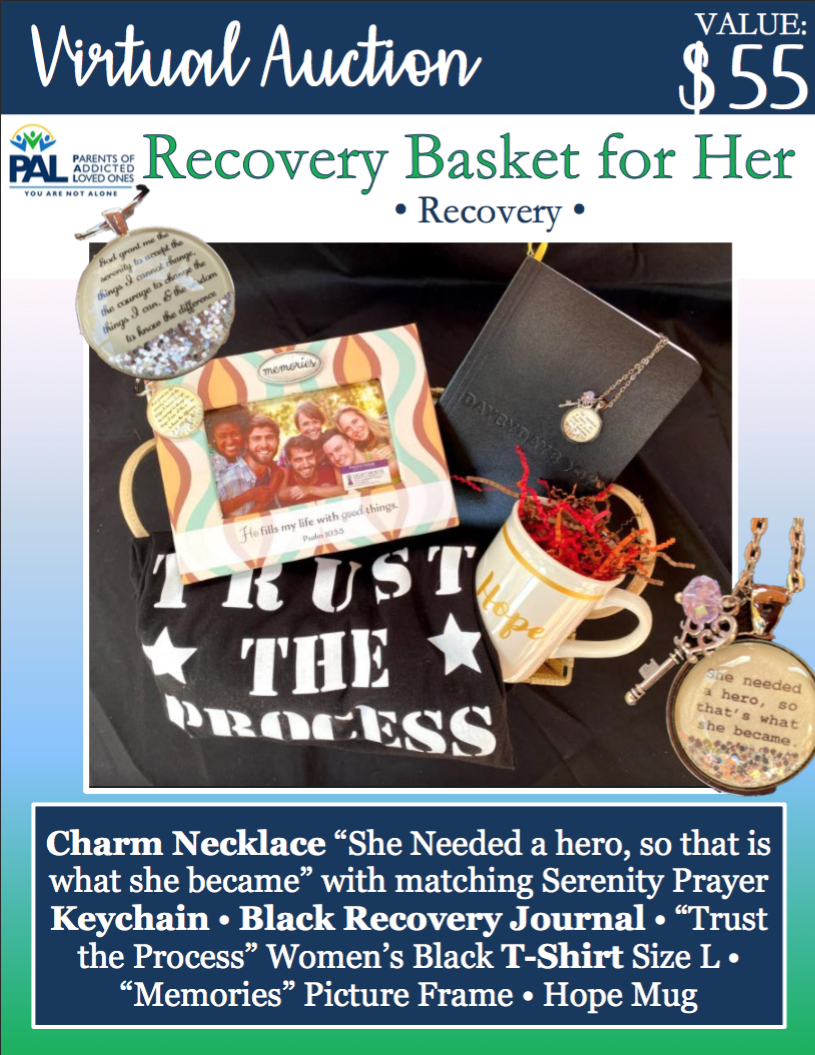 Virtual Auction
VALUE:
$55
PAL
PARENTS OF
ADDICTED
LOVED ONES
YOU ARE NOT ALONE
Recovery Basket for Her
• Recovery •
God grant me the
serenity to accept the
things I cannot change,
the courage to change the
things I can, & the
to know the difference
memories
He fills my life with good things.
Psalm 103:5
Hope
TRUST
THE
PROCESS
She needed
a hero, so
that's what
she became.
Charm Necklace “She Needed a hero, so that is
what she became” with matching Serenity Prayer
Keychain • Black Recovery Journal • “Trust
the Process” Women’s Black T-Shirt Size L •
“Memories” Picture Frame • Hope Mug